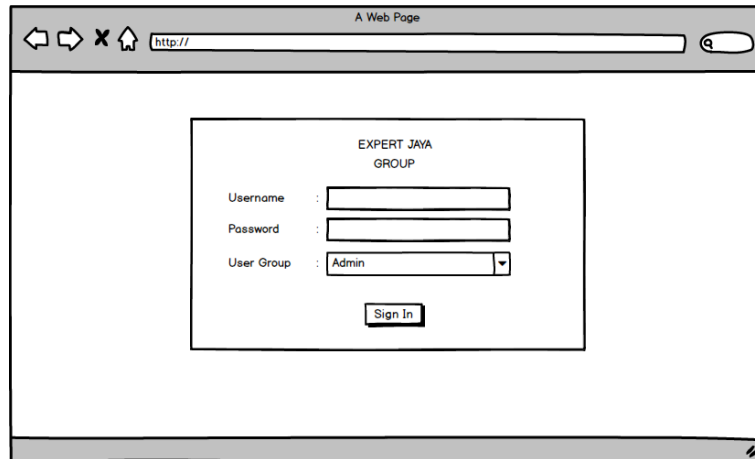 A Web Page
http://
EXPERT JAYA
GROUP
Username :
Password :
User Group : Admin
Sign In